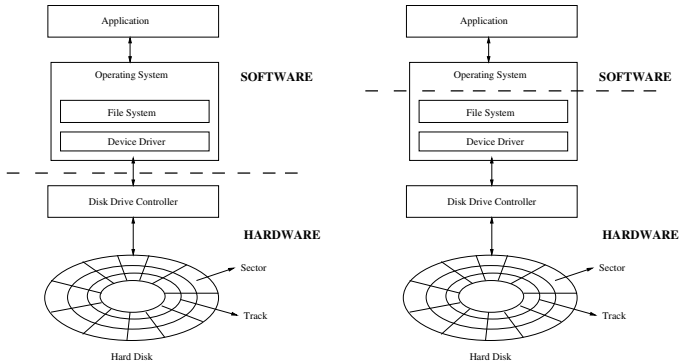 Application
Operating System
SOFTWARE
File System
Device Driver
Disk Drive Controller
HARDWARE
Sector
Track
Hard Disk
Application
Operating System
SOFTWARE
File System
Device Driver
Disk Drive Controller
HARDWARE
Sector
Track
Hard Disk